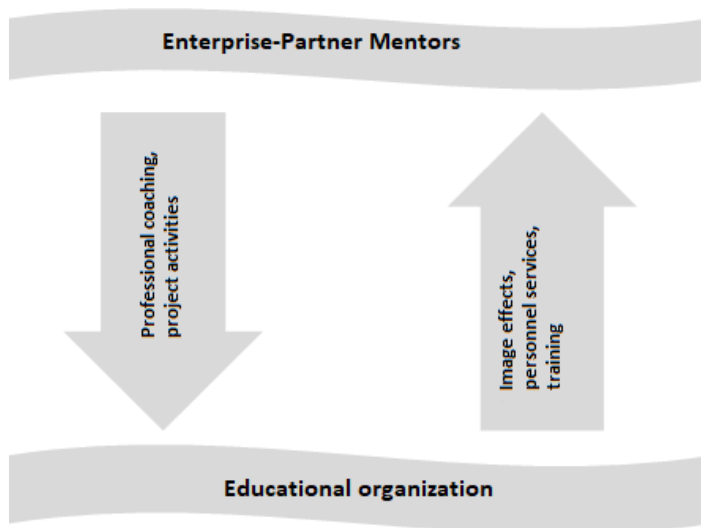 Enterprise-Partner Mentors
Professional coaching,
project activities
Image effects,
personnel services,
training
Educational organization